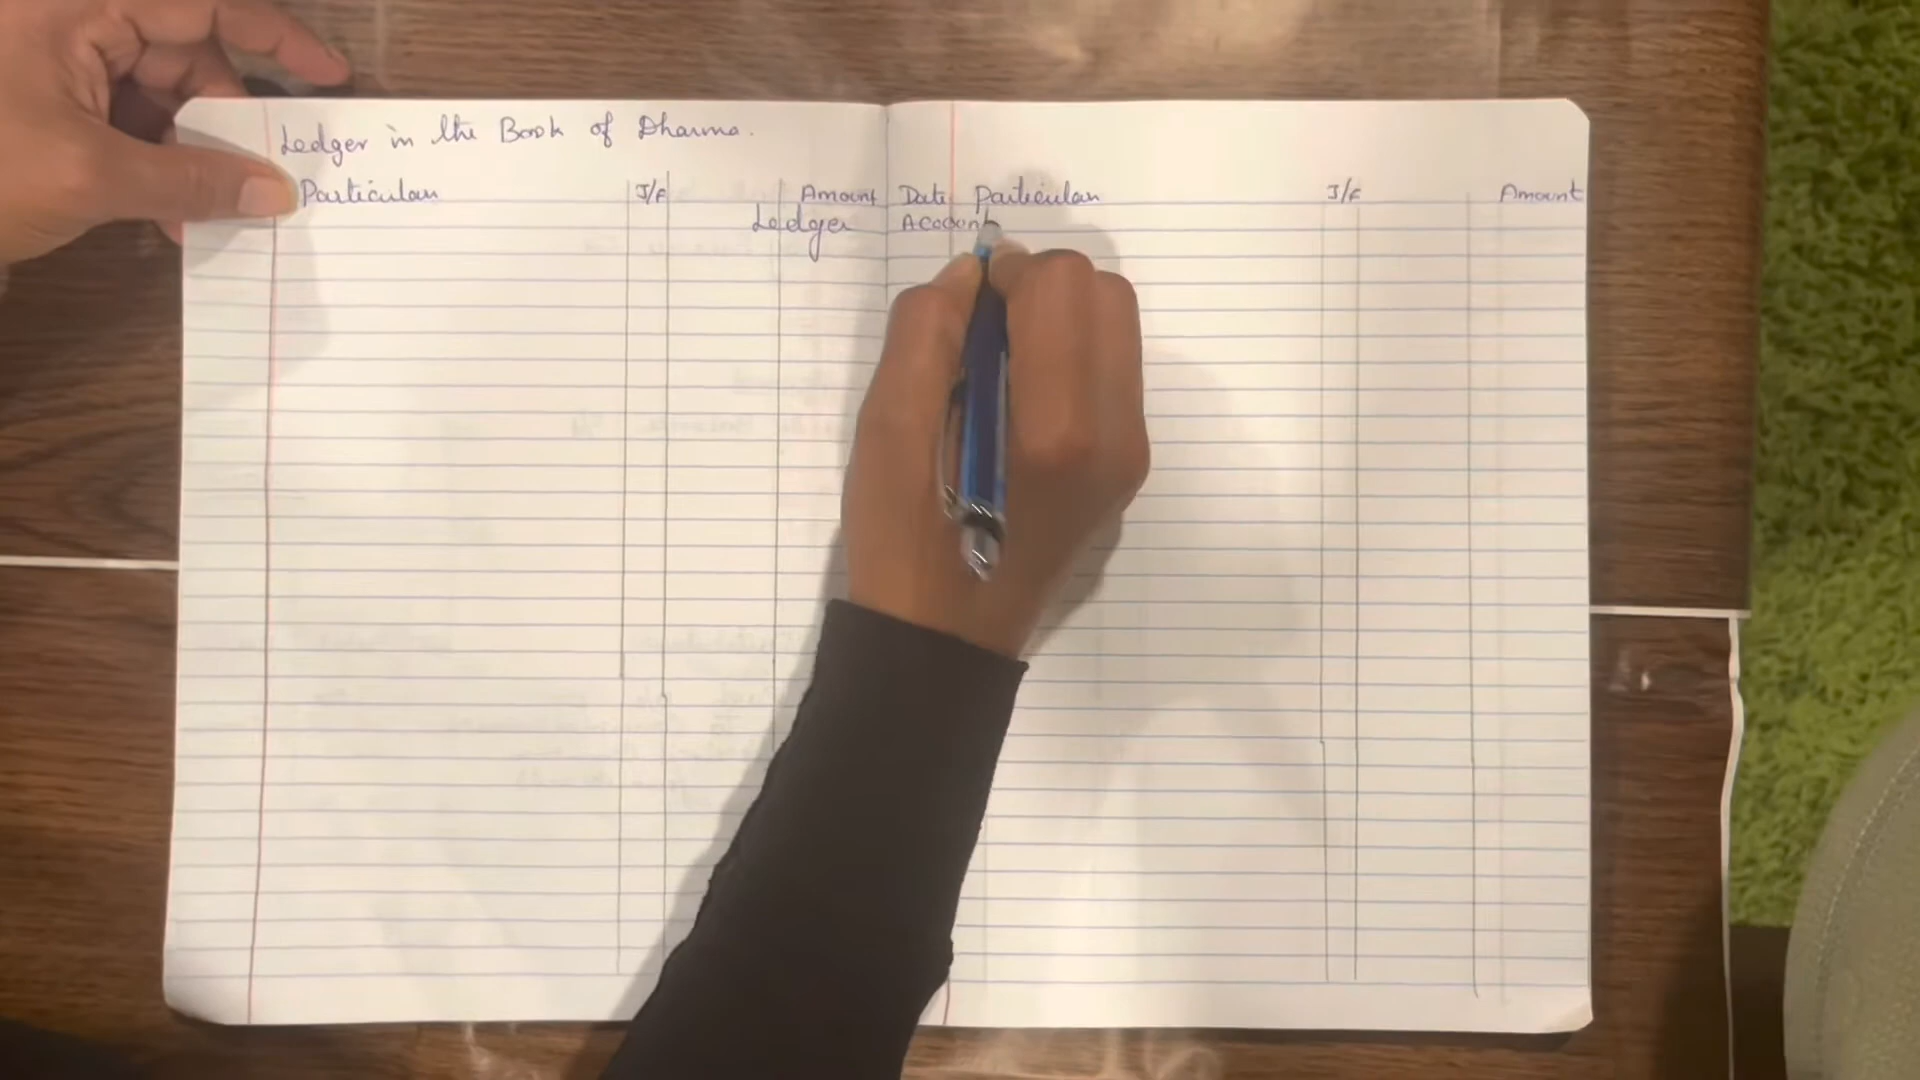 Ledger in the Book of Dharma.
Particulars J/F Amount Date Particulars J/F Amount
Ledger Account